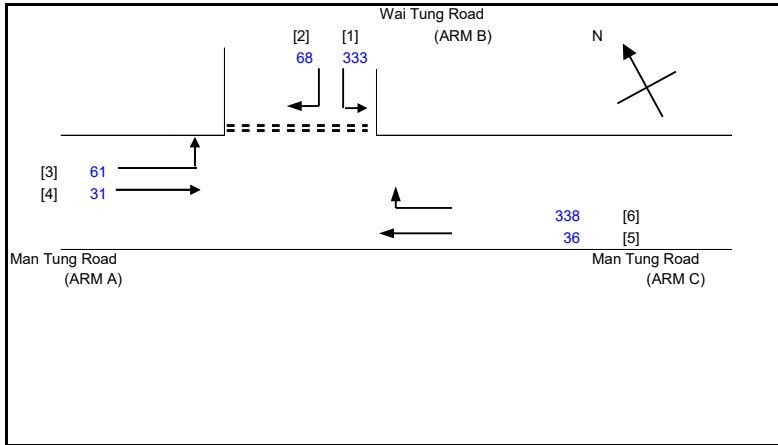 Wai Tung Road
[2] [1] (ARM B) N
68 333
[3] 61
[4] 31
338 [6]
36 [5]
Man Tung Road Man Tung Road
(ARM A) (ARM C)